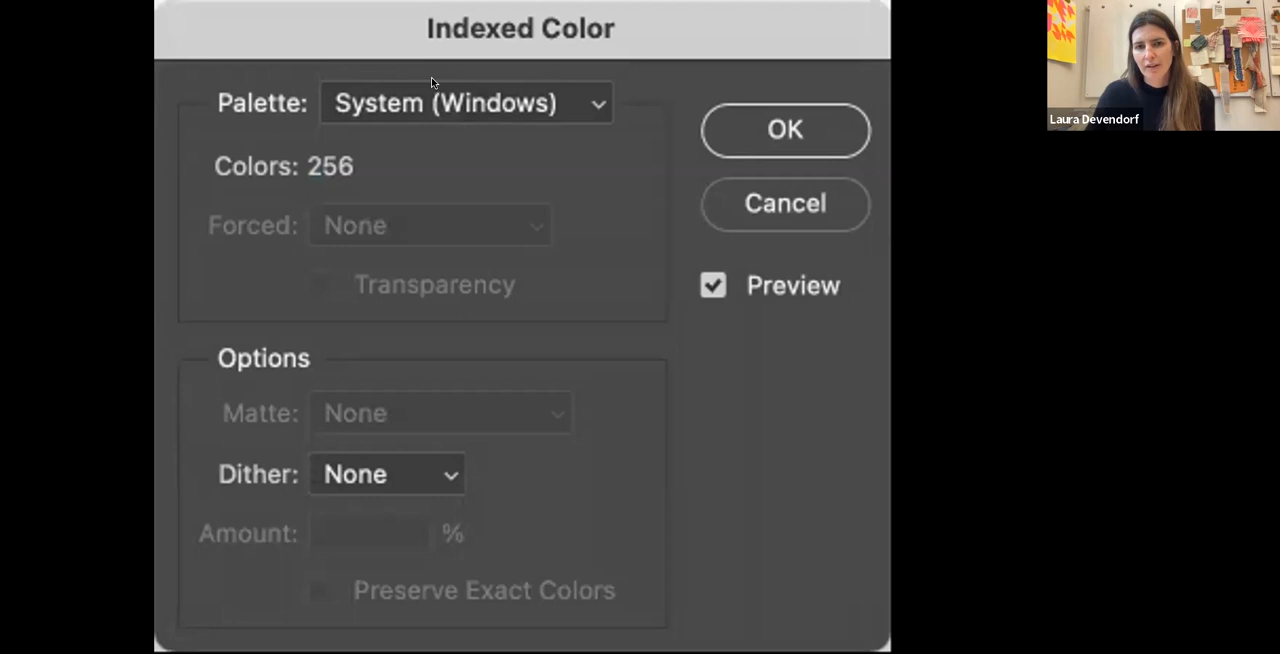 Indexed Color
Palette: System (Windows)
OK
Colors: 256
Cancel
Forced: None
Transparency
Preview
Options
Matte: None
Dither: None
Amount: %
Preserve Exact Colors
Laura Devendorf